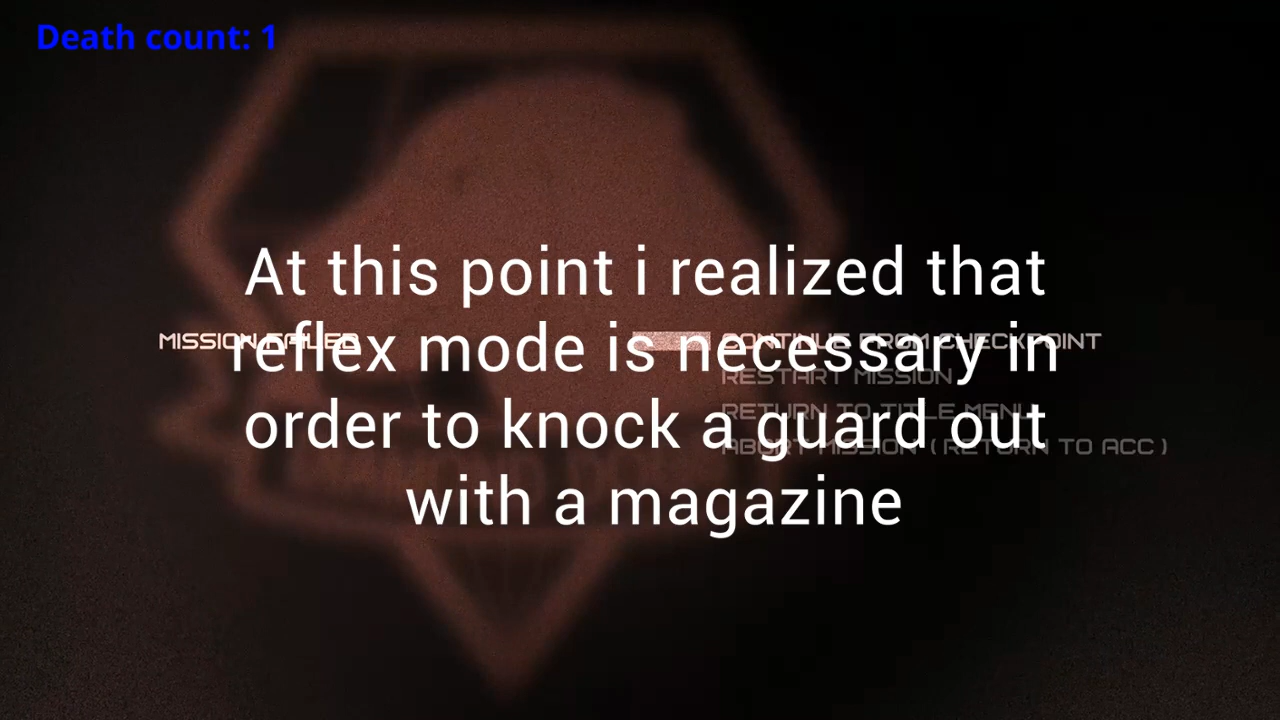 Death count: 1
At this point i realized that
reflex mode is necessary in
order to knock a guard out
with a magazine
MISSION FAILED
CONTINUE FROM CHECKPOINT
RESTART MISSION
RETURN TO TITLE MENU
ABORT MISSION ( RETURN TO ACC )